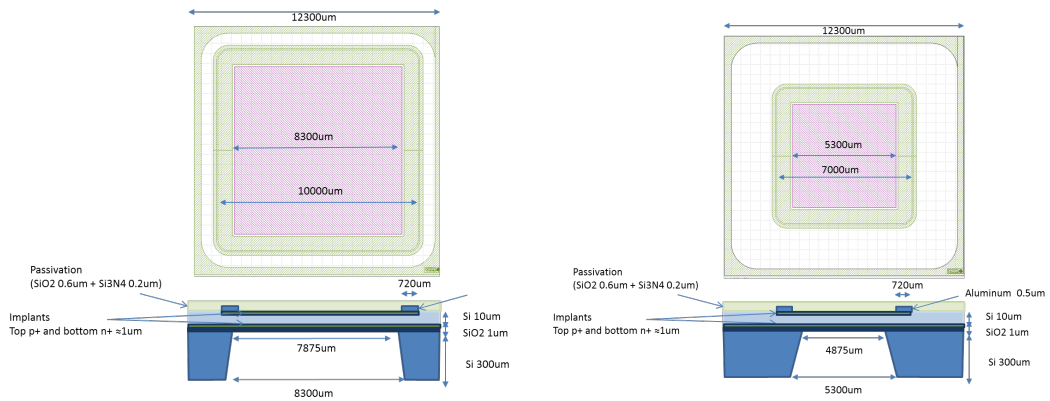 12300um
8300um
10000um
Passivation
(SiO2 0.6um + Si3N4 0.2um)
720um
Implants
Top p+ and bottom n+ ≈1um
Si 10um
SiO2 1um
7875um
Si 300um
8300um
12300um
5300um
7000um
Passivation
(SiO2 0.6um + Si3N4 0.2um)
720um
Aluminum 0.5um
Implants
Top p+ and bottom n+ ≈1um
Si 10um
SiO2 1um
4875um
Si 300um
5300um